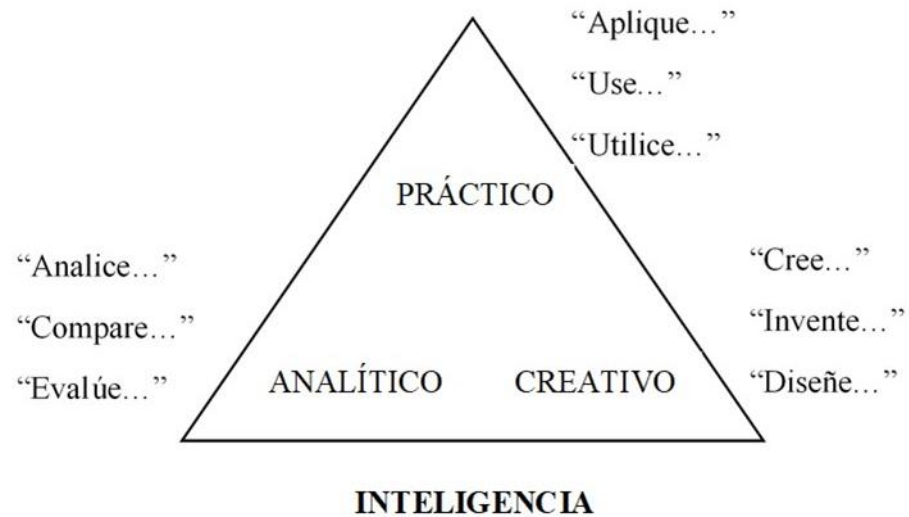 “Aplique…”
“Use…”
“Utilice…”
PRÁCTICO
“Analice…”
“Compare…”
“Evalúe…”
“Cree…”
“Invente…”
“Diseñe…”
ANALÍTICO
CREATIVO
INTELIGENCIA